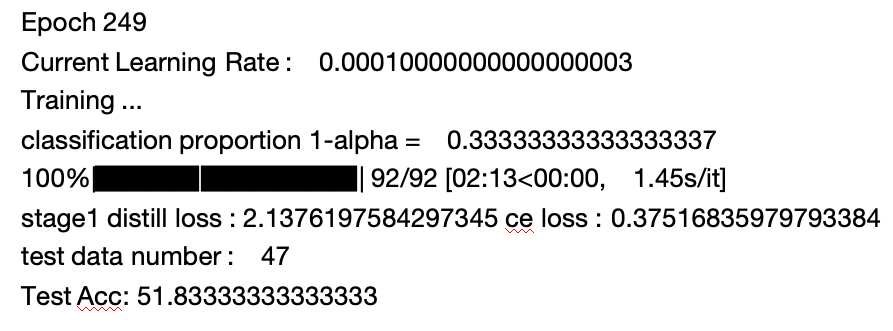 Epoch 249
Current Learning Rate :   0.00010000000000000003
Training ...
classification proportion 1-alpha =   0.33333333333333337
100%|██████████| 92/92 [02:13<00:00,   1.45s/it]
stage1 distill loss : 2.1376197584297345 ce loss : 0.37516835979793384
test data number :   47
Test Acc: 51.83333333333333